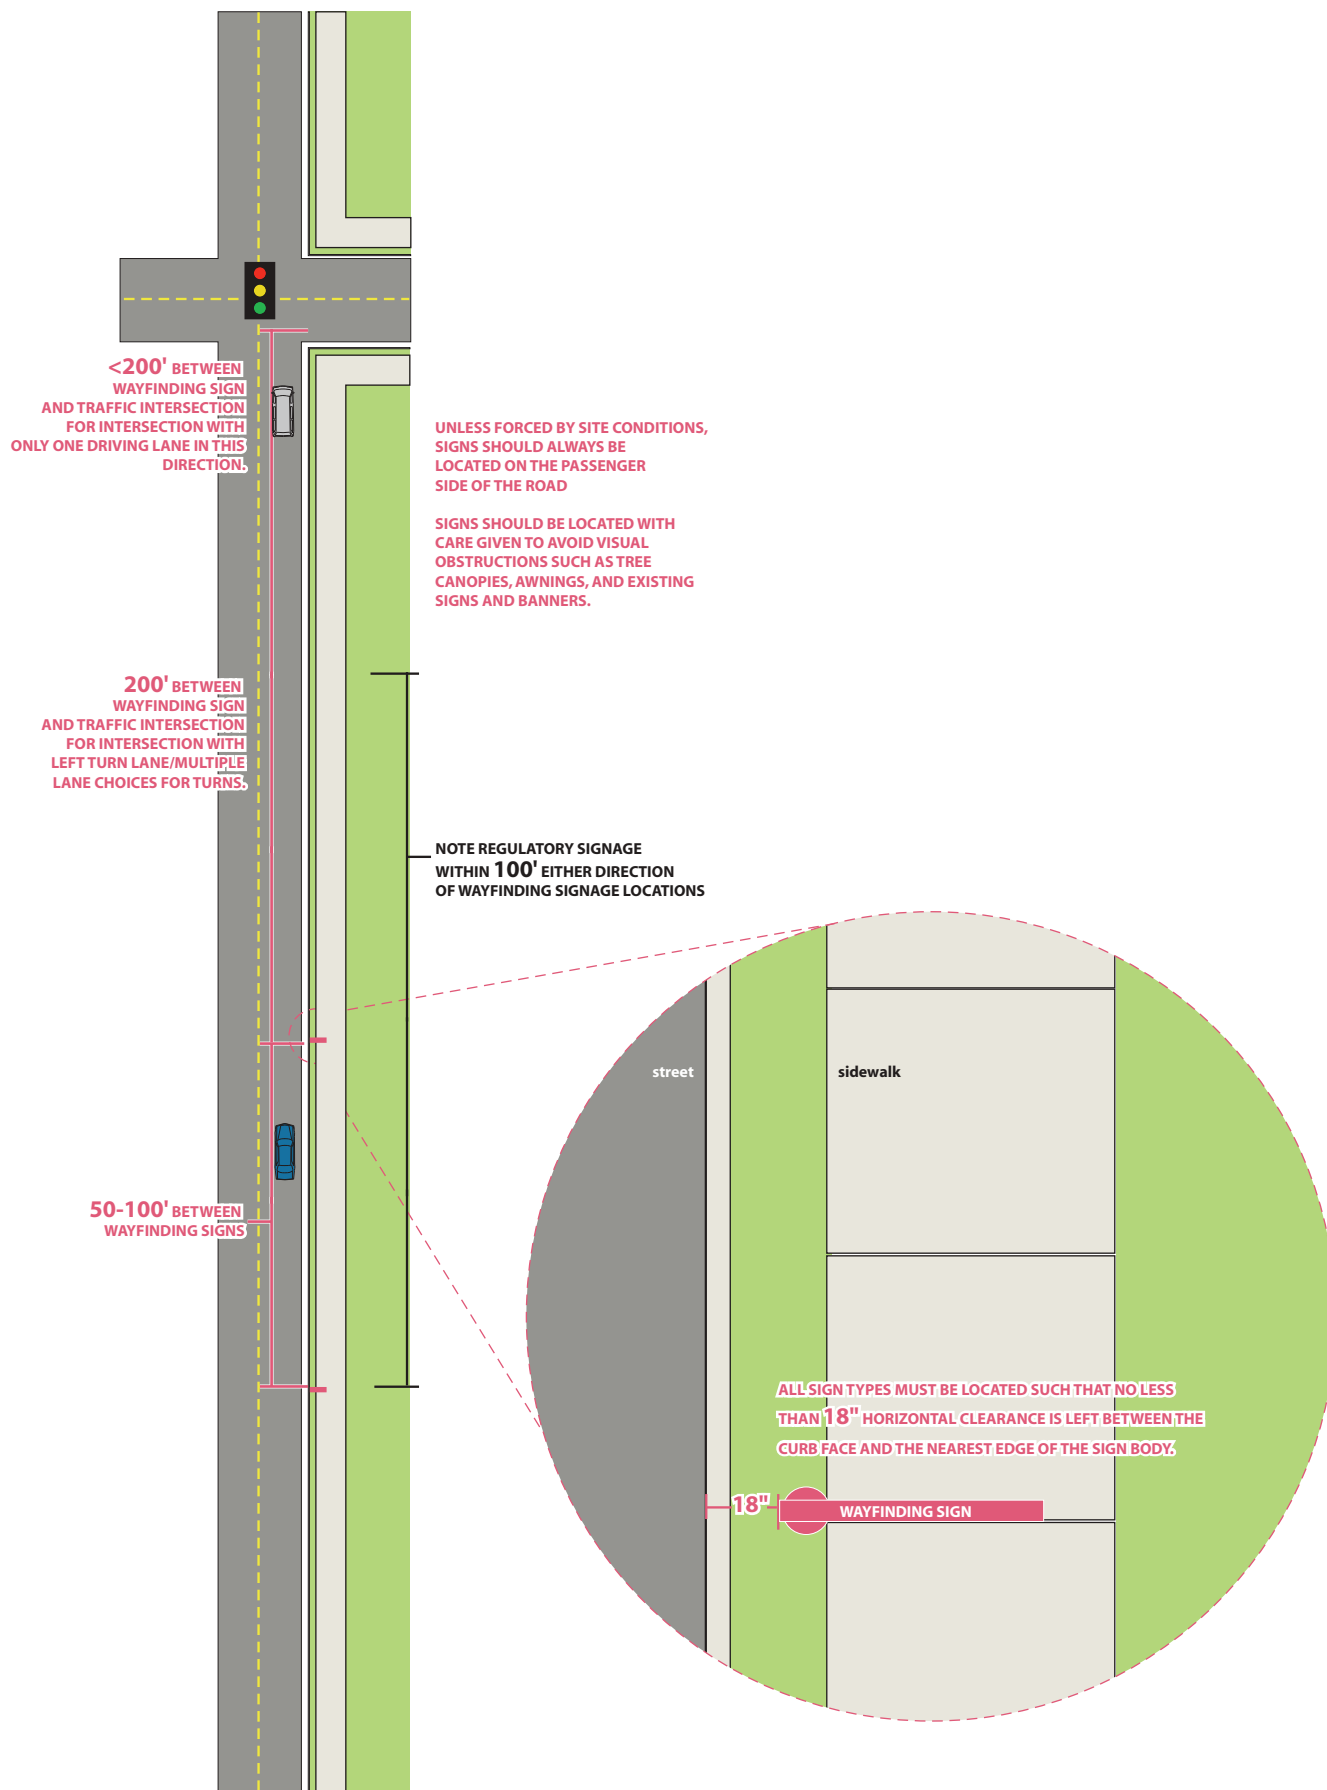 <200' BETWEEN
WAYFINDING SIGN
AND TRAFFIC INTERSECTION
FOR INTERSECTION WITH
ONLY ONE DRIVING LANE IN THIS
DIRECTION.
UNLESS FORCED BY SITE CONDITIONS,
SIGNS SHOULD ALWAYS BE
LOCATED ON THE PASSENGER
SIDE OF THE ROAD
SIGNS SHOULD BE LOCATED WITH
CARE GIVEN TO AVOID VISUAL
OBSTRUCTIONS SUCH AS TREE
CANOPIES, AWNINGS, AND EXISTING
SIGNS AND BANNERS.
200' BETWEEN
WAYFINDING SIGN
AND TRAFFIC INTERSECTION
FOR INTERSECTION WITH
LEFT TURN LANE/MULTIPLE
LANE CHOICES FOR TURNS.
NOTE REGULATORY SIGNAGE
WITHIN 100' EITHER DIRECTION
OF WAYFINDING SIGNAGE LOCATIONS
street
sidewalk
50-100' BETWEEN
WAYFINDING SIGNS
ALL SIGN TYPES MUST BE LOCATED SUCH THAT NO LESS
THAN 18" HORIZONTAL CLEARANCE IS LEFT BETWEEN THE
CURB FACE AND THE NEAREST EDGE OF THE SIGN BODY.
18"
WAYFINDING SIGN